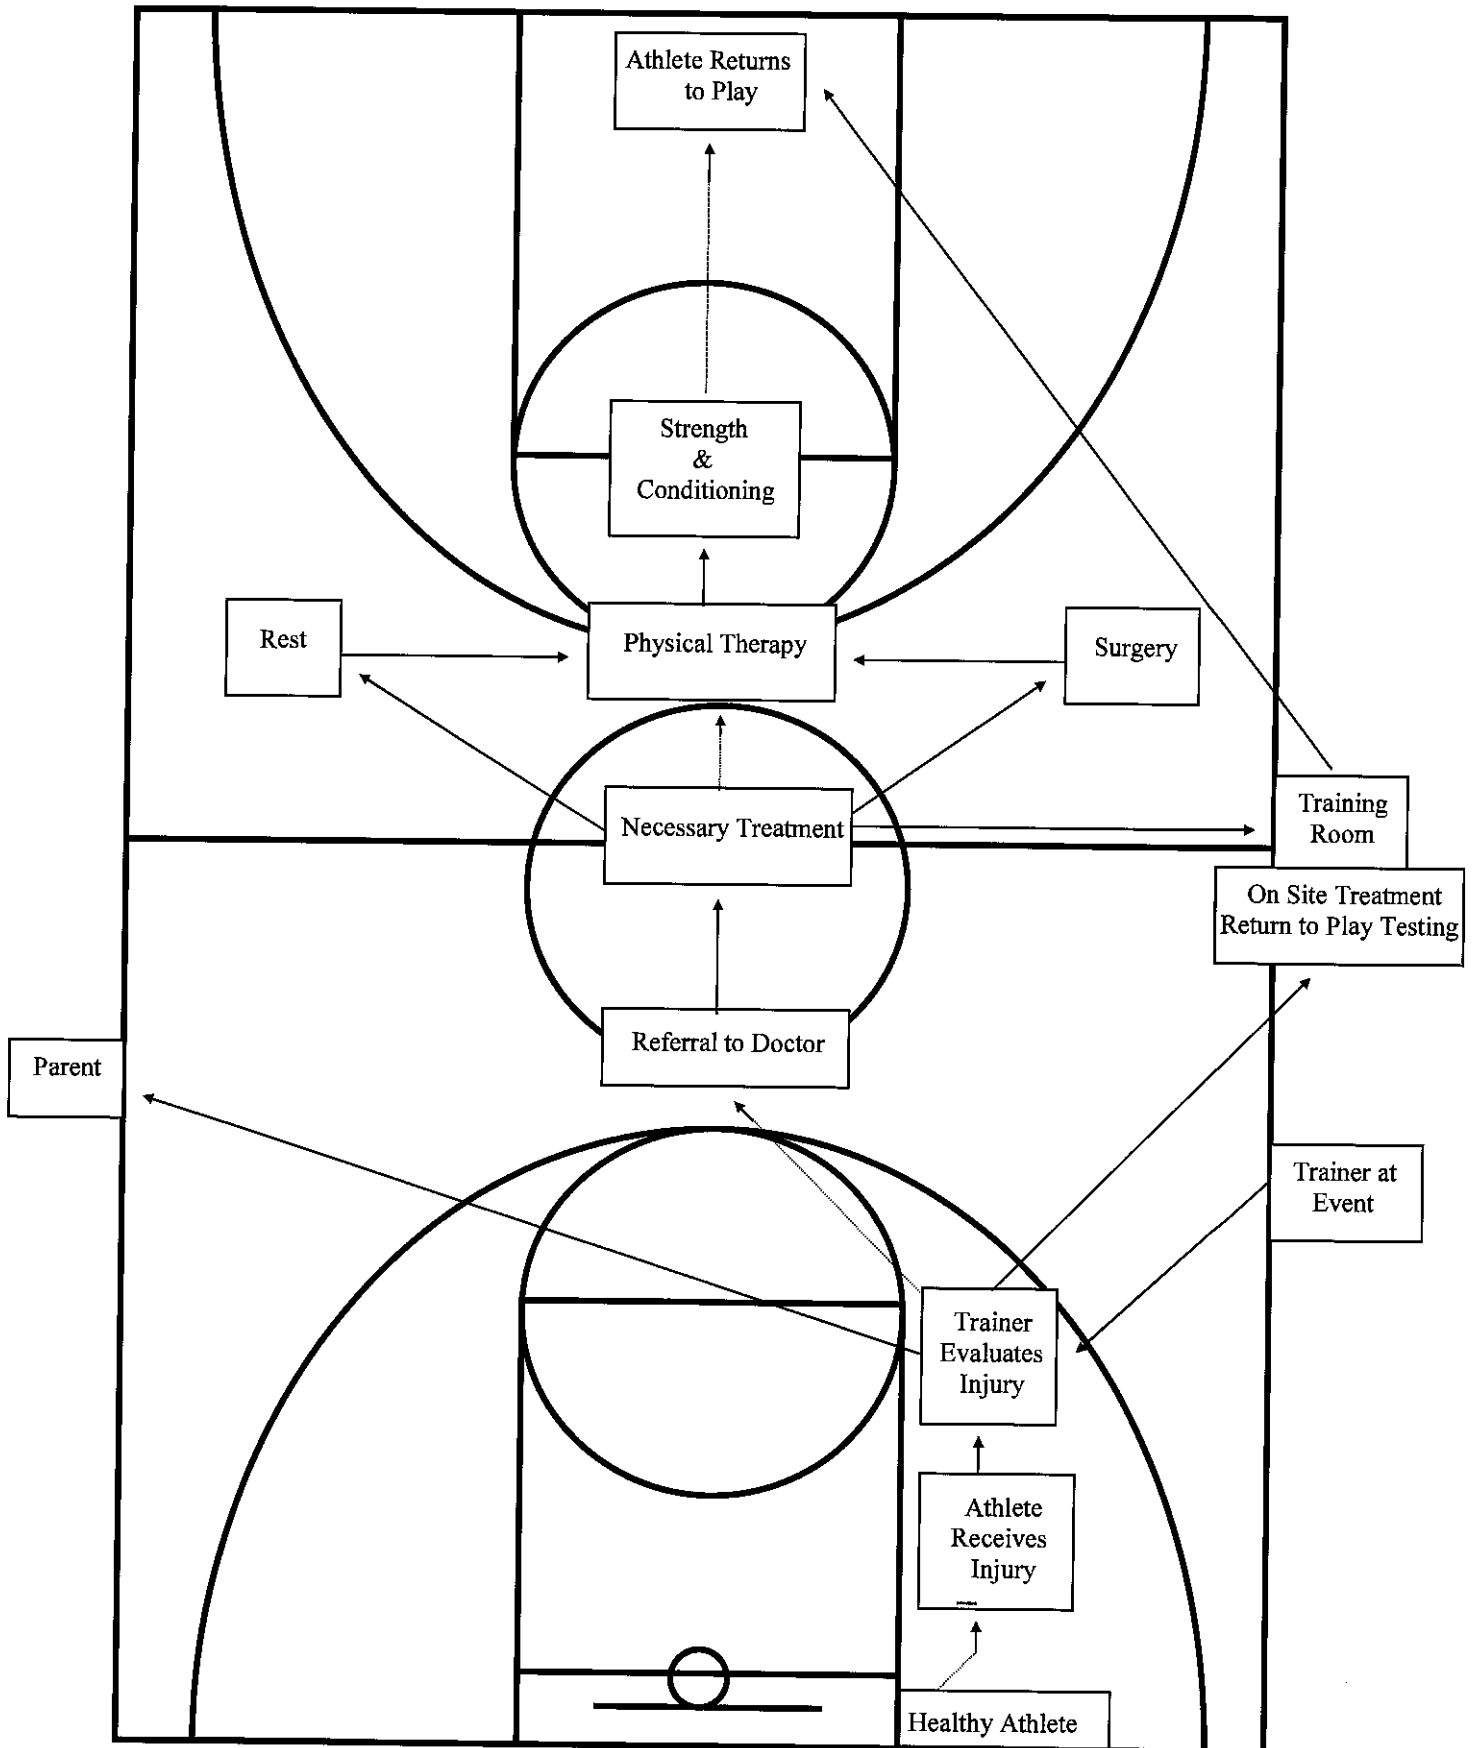 Athlete Returns
to Play
Strength
&
Conditioning
Rest
Physical Therapy
Surgery
Necessary Treatment
Training
Room
On Site Treatment
Return to Play Testing
Referral to Doctor
Parent
Trainer at
Event
Trainer
Evaluates
Injury
Athlete
Receives
Injury
Healthy Athlete